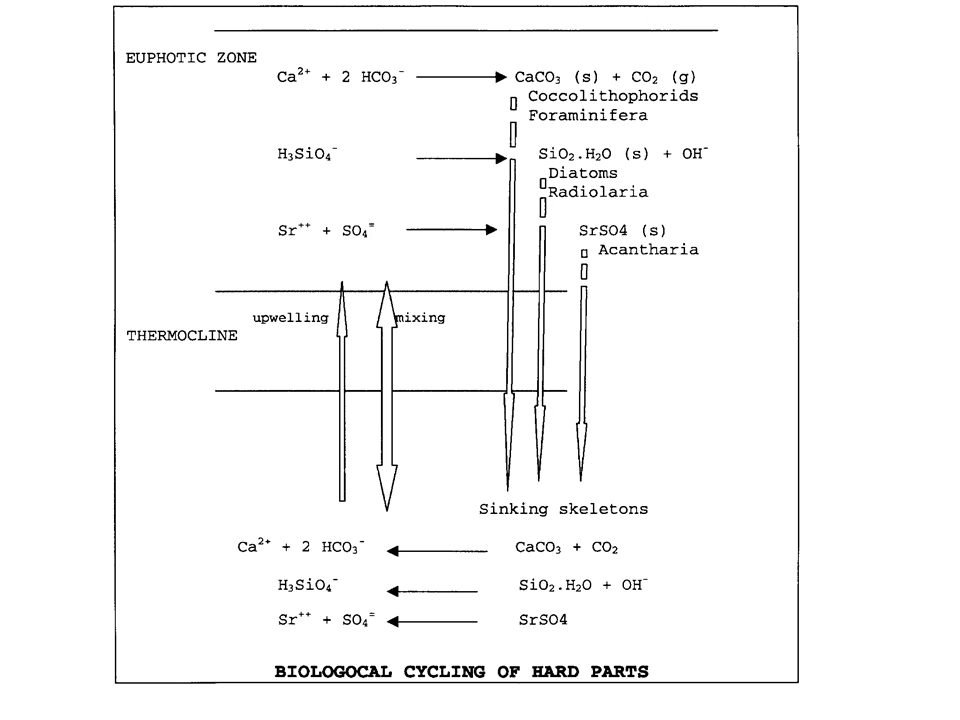 EUPHOTIC ZONE
Ca²⁺ + 2 HCO₃⁻ CaCO₃ (s) + CO₂ (g)
Coccolithophorids
Foraminifera
H₃SiO₄⁻ SiO₂.H₂O (s) + OH⁻
Diatoms
Radiolaria
Sr⁺⁺ + SO₄⁼ SrSO4 (s)
Acantharia
upwelling mixing
THERMOCLINE
Sinking skeletons
Ca²⁺ + 2 HCO₃⁻ CaCO₃ + CO₂
H₃SiO₄⁻ SiO₂.H₂O + OH⁻
Sr⁺⁺ + SO₄⁼ SrSO4
BIOLOGOCAL CYCLING OF HARD PARTS